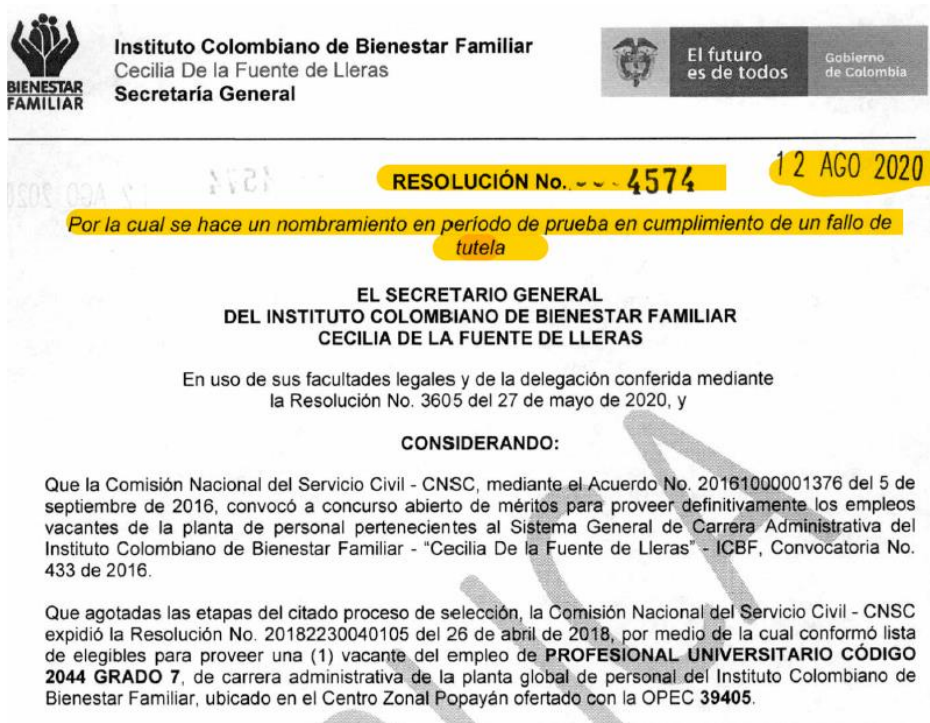 BIENESTAR
FAMILIAR
Instituto Colombiano de Bienestar Familiar
Cecilia De la Fuente de Lleras
Secretaría General
El futuro
es de todos
Gobierno
de Colombia
12 AGO 2020
RESOLUCIÓN No. 4574
Por la cual se hace un nombramiento en período de prueba en cumplimiento de un fallo de
tutela
EL SECRETARIO GENERAL
DEL INSTITUTO COLOMBIANO DE BIENESTAR FAMILIAR
CECILIA DE LA FUENTE DE LLERAS
En uso de sus facultades legales y de la delegación conferida mediante
la Resolución No. 3605 del 27 de mayo de 2020, y
CONSIDERANDO:
Que la Comisión Nacional del Servicio Civil - CNSC, mediante el Acuerdo No. 20161000001376 del 5 de
septiembre de 2016, convocó a concurso abierto de méritos para proveer definitivamente los empleos
vacantes de la planta de personal pertenecientes al Sistema General de Carrera Administrativa del
Instituto Colombiano de Bienestar Familiar - "Cecilia De la Fuente de Lleras" - ICBF, Convocatoria No.
433 de 2016.
Que agotadas las etapas del citado proceso de selección, la Comisión Nacional del Servicio Civil - CNSC
expidió la Resolución No. 20182230040105 del 26 de abril de 2018, por medio de la cual conformó lista
de elegibles para proveer una (1) vacante del empleo de PROFESIONAL UNIVERSITARIO CÓDIGO
2044 GRADO 7, de carrera administrativa de la planta global de personal del Instituto Colombiano de
Bienestar Familiar, ubicado en el Centro Zonal Popayán ofertado con la OPEC 39405.